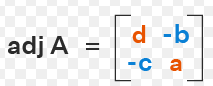 adj A = [ d -b
-c a ]